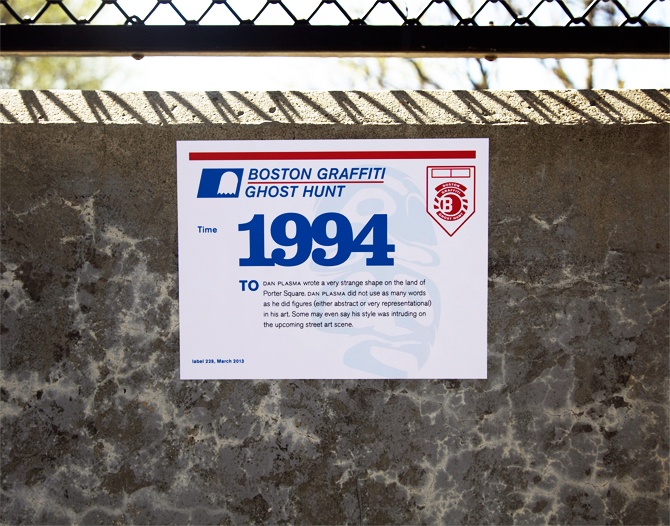 BOSTON GRAFFITI
GHOST HUNT
BOSTON
GRAFFITI
B
GHOST HUNT
Time
1994
TO DAN PLASMA wrote a very strange shape on the land of
Porter Square. DAN PLASMA did not use as many words
as he did figures (either abstract or very representational)
in his art. Some may even say his style was intruding on
the upcoming street art scene.
label 228, March 2013